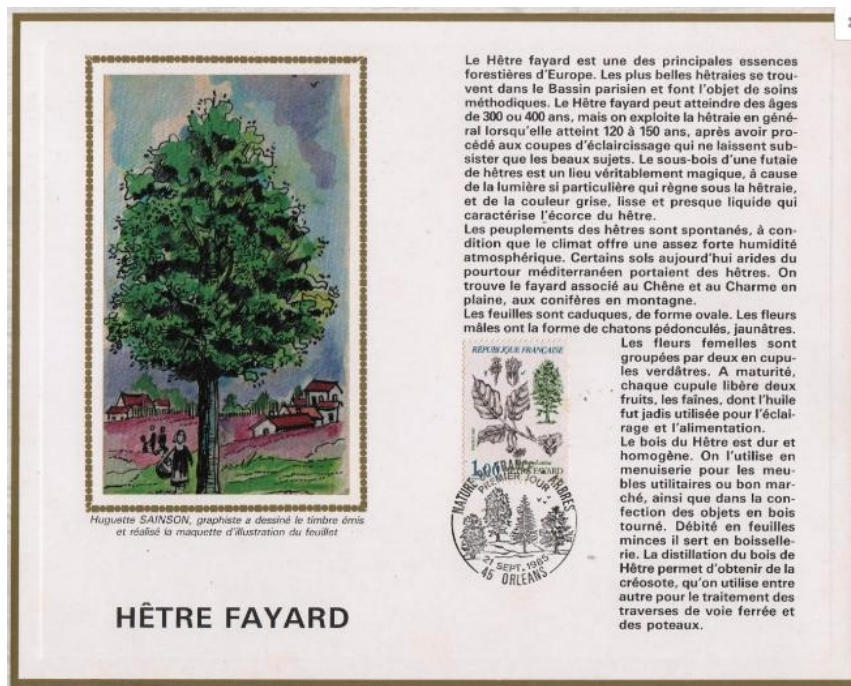 Le Hêtre fayard est une des principales essences
forestières d'Europe. Les plus belles hêtraies se trou-
vent dans le Bassin parisien et font l'objet de soins
méthodiques. Le Hêtre fayard peut atteindre des âges
de 300 ou 400 ans, mais on exploite la hêtraie en géné-
ral lorsqu'elle atteint 120 à 150 ans, après avoir pro-
cédé aux coupes d'éclaircissage qui ne laissent sub-
sister que les beaux sujets. Le sous-bois d'une futaie
de hêtres est un lieu véritablement magique, à cause
de la lumière si particulière qui règne sous la hêtraie,
et de la couleur grise, lisse et presque liquide qui
caractérise l'écorce du hêtre.
Les peuplements des hêtres sont spontanés, à con-
dition que le climat offre une assez forte humidité
atmosphérique. Certains sols aujourd'hui arides du
pourtour méditerranéen portaient des hêtres. On
trouve le fayard associé au Chêne et au Charme en
plaine, aux conifères en montagne.
Les feuilles sont caduques, de forme ovale. Les fleurs
mâles ont la forme de chatons pédonculés, jaunâtres.
Les fleurs femelles sont
groupées par deux en cupu-
les verdâtres. A maturité,
chaque cupule libère deux
fruits, les faînes, dont l'huile
fut jadis utilisée pour l'éclai-
rage et l'alimentation.
Le bois du Hêtre est dur et
homogène. On l'utilise en
menuiserie pour les meu-
bles utilitaires ou bon mar-
ché, ainsi que dans la con-
fection des objets en bois
tourné. Débité en feuilles
minces il sert en boisselle-
rie. La distillation du bois de
Hêtre permet d'obtenir de la
créosote, qu'on utilise entre
autre pour le traitement des
traverses de voie ferrée et
des poteaux.
RÉPUBLIQUE FRANÇAISE
1,00
HÊTRE FAYARD
NATURE DE FRANCE ARBRES
PREMIER JOUR
21 SEPT. 1985
45 ORLEANS
Huguette SAINSON, graphiste a dessiné le timbre émis
et réalisé la maquette d'illustration du feuillet
HÊTRE FAYARD